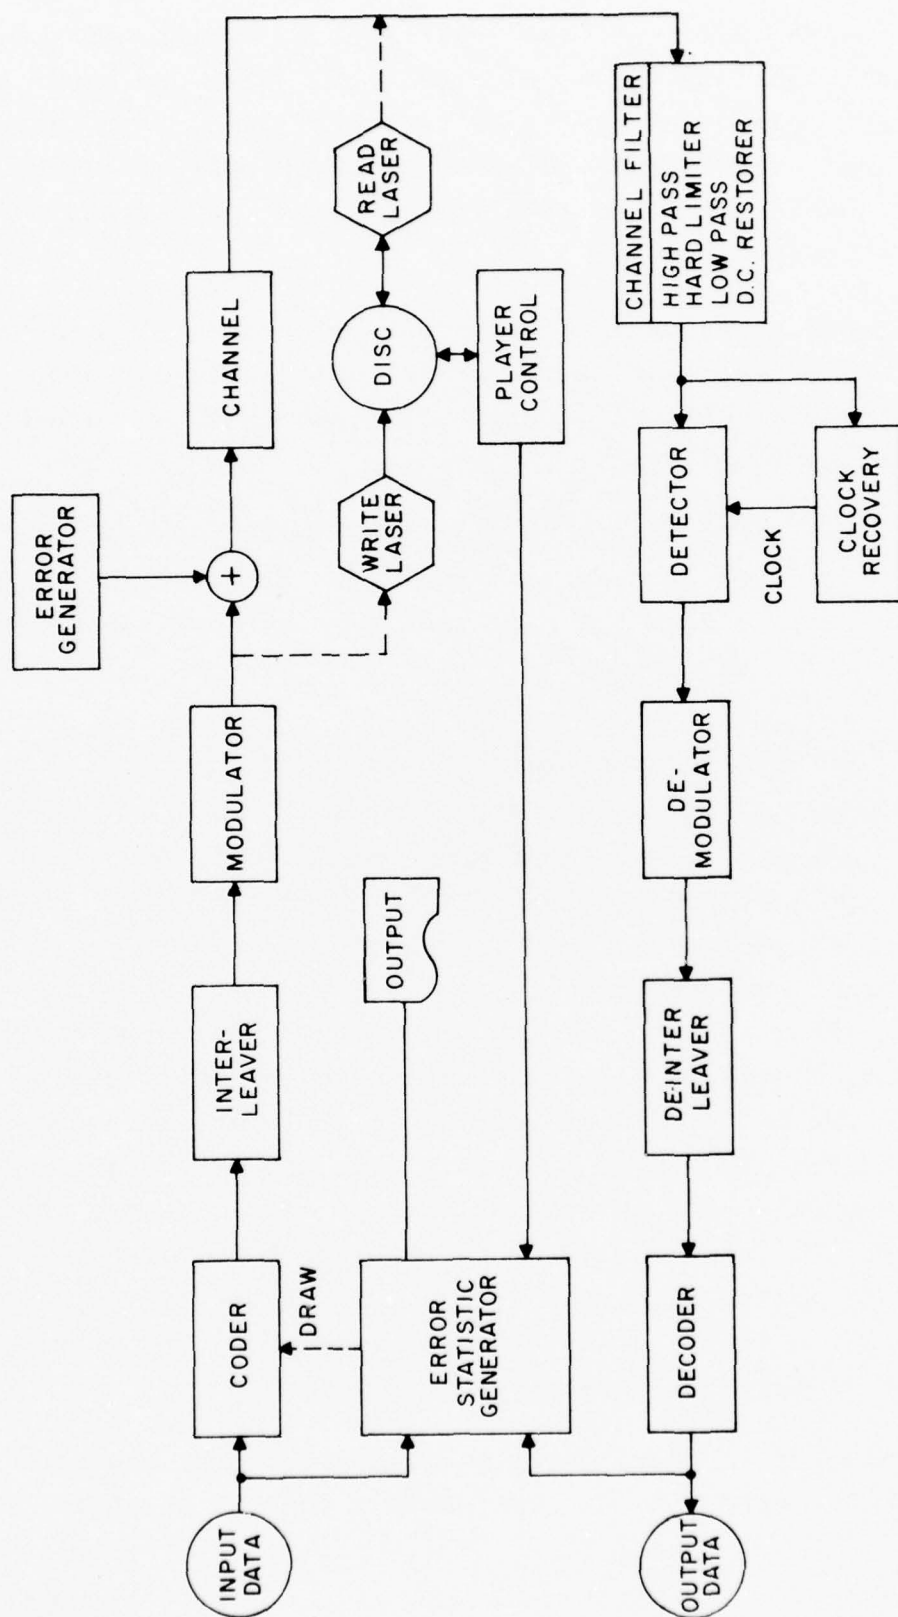 ERROR
GENERATOR
INPUT
DATA
CODER
INTER-
LEAVER
MODULATOR
+
CHANNEL
DRAW
ERROR
STATISTIC
GENERATOR
OUTPUT
WRITE
LASER
DISC
READ
LASER
PLAYER
CONTROL
OUTPUT
DATA
DECODER
DE-INTER
LEAVER
DE-
MODULATOR
DETECTOR
CLOCK
CLOCK
RECOVERY
CHANNEL FILTER
HIGH PASS
HARD LIMITER
LOW PASS
D.C. RESTORER